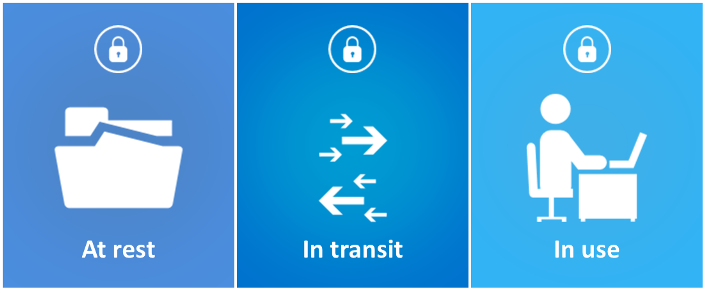 At rest
In transit
In use